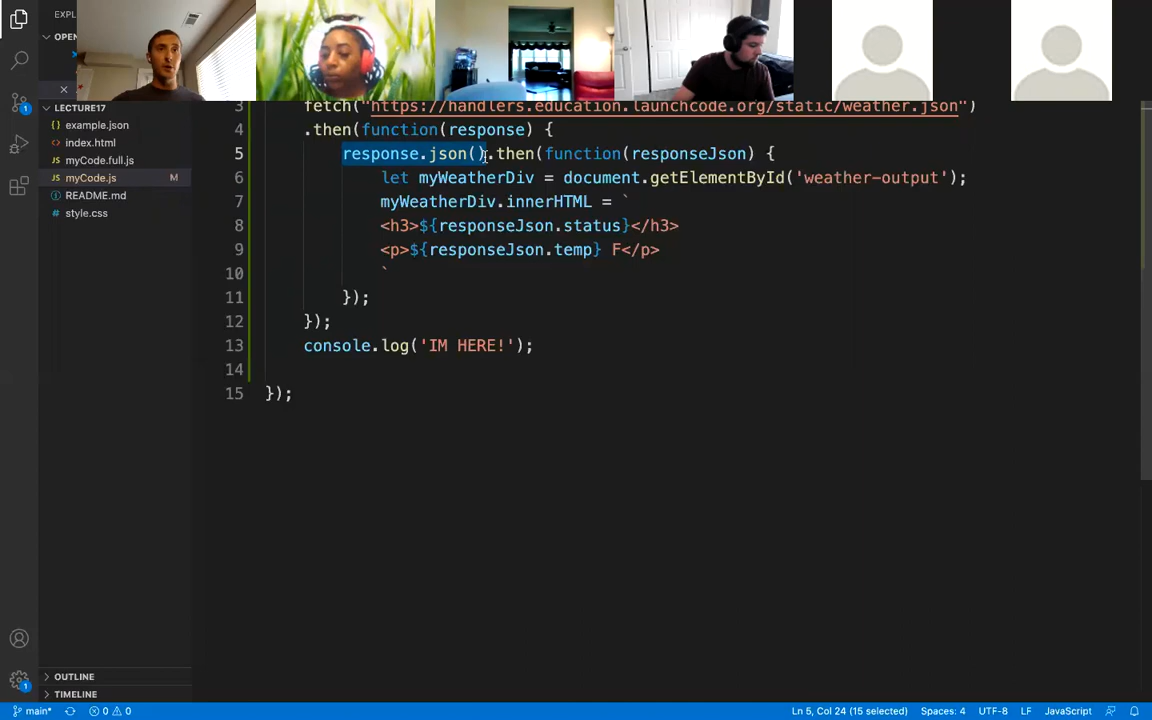 EXPL
OPEN
LECTURE17
example.json
index.html
myCode.full.js
myCode.js M
README.md
style.css
3 fetch("https://handlers.education.launchcode.org/static/weather.json")
4 .then(function(response) {
5 response.json().then(function(responseJson) {
6 let myWeatherDiv = document.getElementById('weather-output');
7 myWeatherDiv.innerHTML = `
8 <h3>${responseJson.status}</h3>
9 <p>${responseJson.temp} F</p>
10 `
11 });
12 });
13 console.log('IM HERE!');
14
15 });
OUTLINE
TIMELINE
main* 0 0 Ln 5, Col 24 (15 selected) Spaces: 4 UTF-8 LF JavaScript